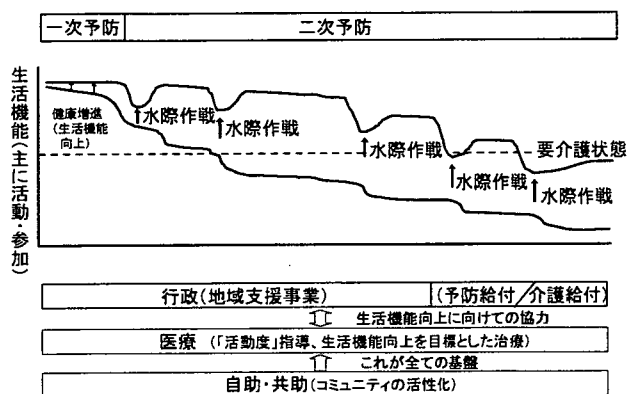 一次予防
二次予防
生活機能(主に活動・参加)
健康増進
(生活機能
向上)
水際作戦
水際作戦
水際作戦
水際作戦
水際作戦
要介護状態
行政(地域支援事業)
(予防給付/介護給付)
生活機能向上に向けての協力
医療 (「活動度」指導、生活機能向上を目標とした治療)
これが全ての基盤
自助・共助(コミュニティの活性化)